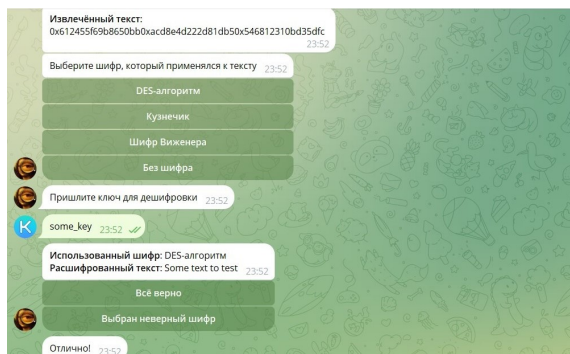 Извлечённый текст:
0x612455f69b8650bb0xacd8e4d222d81db50x546812310bd35dfc
23:52
Выберите шифр, который применялся к тексту 23:52
DES-алгоритм
Кузнечик
Шифр Виженера
Без шифра
Пришлите ключ для дешифровки 23:52
K
some_key 23:52
Использованный шифр: DES-алгоритм
Расшифрованный текст: Some text to test 23:52
Всё верно
Выбран неверный шифр
Отлично! 23:52